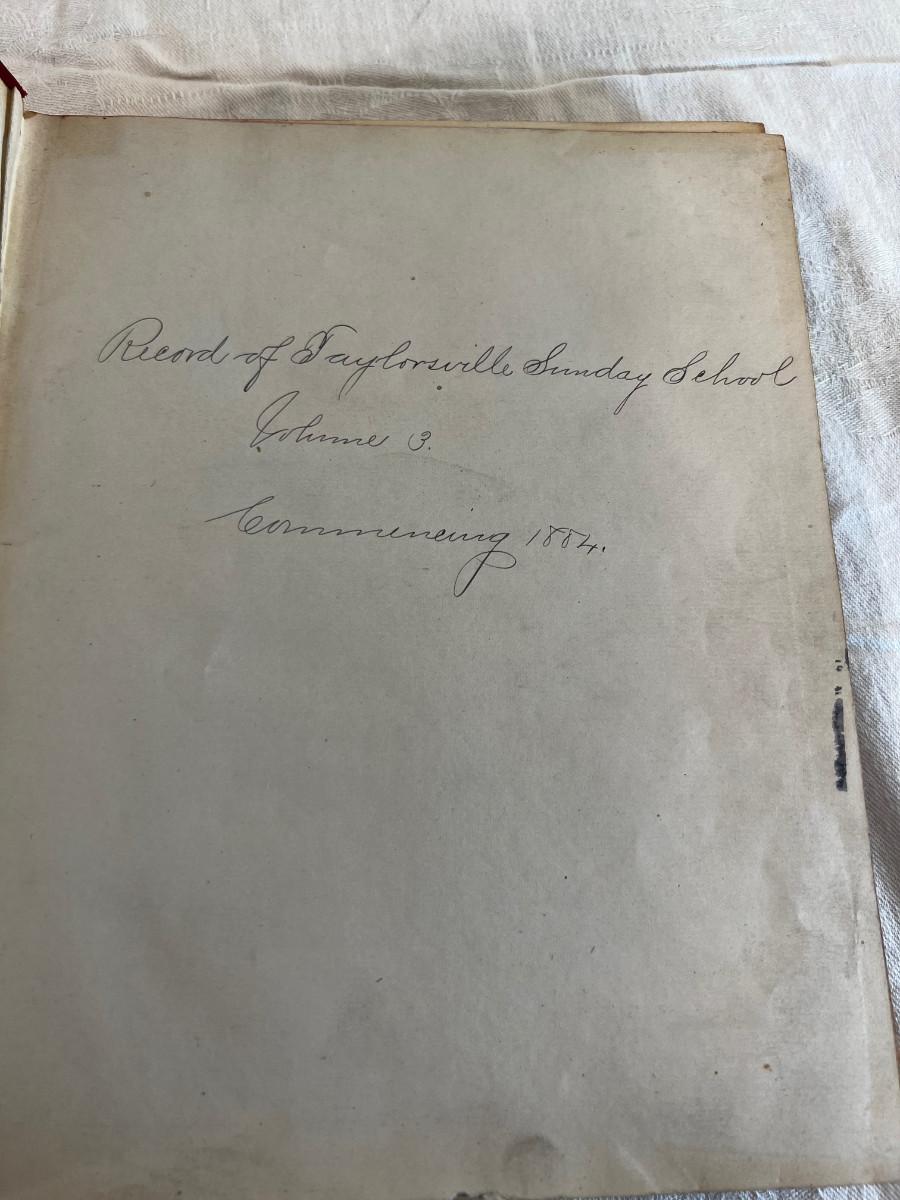 Record of Taylorsville Sunday School
Volume 3.
Commencing 1884.